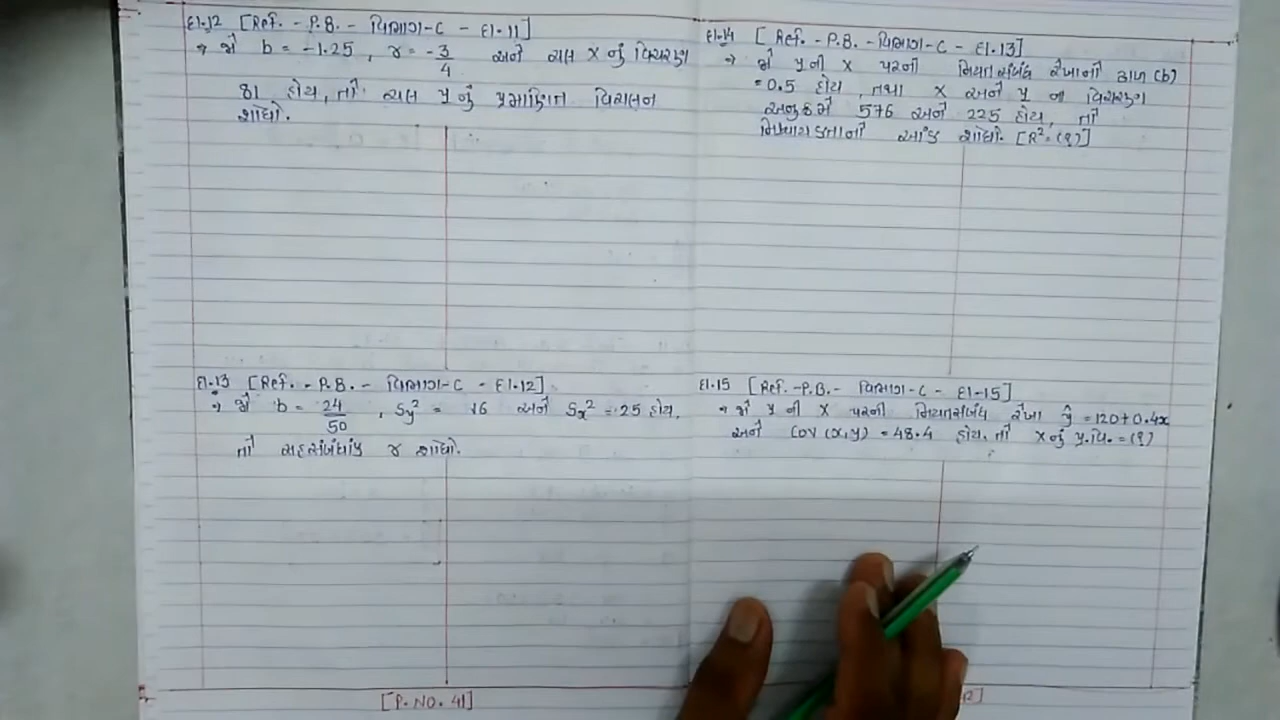 દા.12 [Ref. - P.B. - વિભાગ-C - દા.11]
⇒ જો b = -1.25 , r = -3/4 અને ચલ X નું વિચરણ
81 હોય, તો ચલ Y નું પ્રમાણિત વિચલન
શોધો.
દા.13 [Ref. - P.B. - વિભાગ-C - દા-12]
⇒ જો b = 24/50 , Sy² = 16 અને Sx² = 25 હોય,
તો સહસંબંધાંક r શોધો.
[P. NO. 41]
દા.14 [Ref. - P.B. - વિભાગ-C - દા.13]
⇒ જો Y ની X પરની નિયતસંબંધ રેખાનો ઢાળ (b)
= 0.5 હોય, તથા X અને Y ના વિચરણ
અનુક્રમે 576 અને 225 હોય, તો
નિશ્ચાયકતાનો આંક શોધો. [R² = (?)]
દા.15 [Ref. - P.B. - વિભાગ-C - દા-15]
⇒ જો Y ની X પરની નિયતસંબંધ રેખા ŷ = 120+0.4x
અને COV (x,y) = 48.4 હોય, તો X નું પ્ર.વિ. = (?)